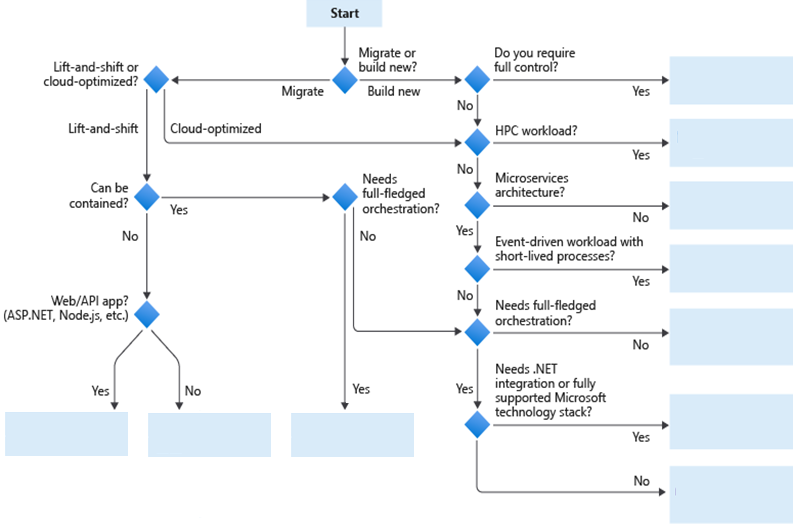 Start
Migrate or
build new?
Migrate
Build new
Lift-and-shift or
cloud-optimized?
Lift-and-shift
Cloud-optimized
Do you require
full control?
Yes
No
HPC workload?
Yes
No
Microservices
architecture?
No
Yes
Event-driven workload with
short-lived processes?
Yes
No
Needs full-fledged
orchestration?
No
Yes
Needs .NET
integration or fully
supported Microsoft
technology stack?
Yes
No
Can be
contained?
Yes
No
Needs
full-fledged
orchestration?
No
Yes
Web/API app?
(ASP.NET, Node.js, etc.)
Yes
No